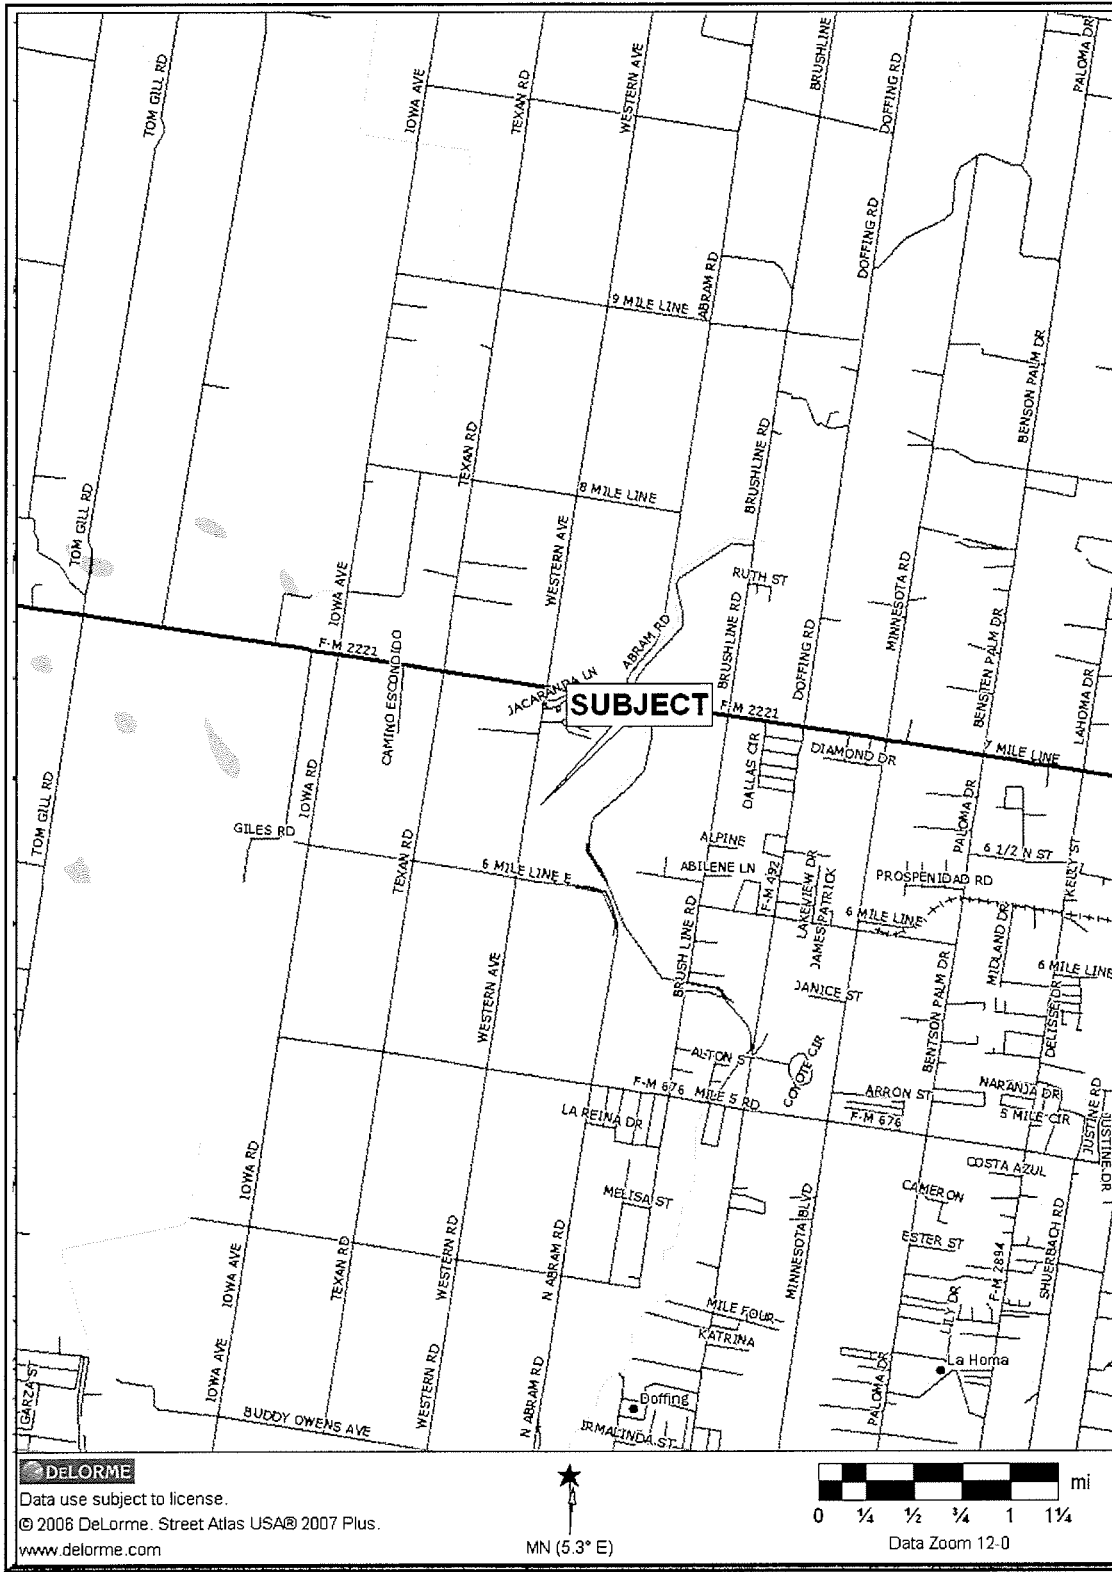 TOM GILL RD
IOWA AVE
TEXAN RD
WESTERN AVE
BRUSHLINE
DOFFING RD
PALOMA DR
DOFFING RD
ABRAM RD
9 MILE LINE
BENSON PALM DR
TEXAN RD
BRUSHLINE RD
8 MILE LINE
TOM GILL RD
WESTERN AVE
IOWA AVE
RUTH ST
MINNESOTA RD
ABRAM RD
BRUSHLINE RD
DOFFING RD
BENSTEN PALM DR
LAHOMA DR
F-M 2221
CAMINO ESCONDIDO
JACARANDA LN
SUBJECT
F-M 2221
7 MILE LINE
DIAMOND DR
DALLAS CIR
TOM GILL RD
IOWA RD
GILES RD
TEXAN RD
6 MILE LINE E
ALPINE
ABILENE LN
F-M 492
LAKEVIEW DR
JAMES PATRICK
PALOMA DR
6 1/2 N ST
KELLY ST
PROSPENIDAD RD
6 MILE LINE
MIDLAND DR
BRUSH LINE RD
WESTERN AVE
JANICE ST
6 MILE LINE
BENTSON PALM DR
DELISSE DR
ALTON S
COYOTE CIR
F-M 676
MILE 5 RD
ARRON ST
NARANJA DR
5 MILE CIR
F-M 676
JUSTINE RD
JUSTINE DR
LA REINA DR
COSTA AZUL
IOWA RD
MELISA ST
MINNESOTA BLVD
CAMERON
ESTER ST
F-M 2894
SHUERBACH RD
IOWA AVE
TEXAN RD
WESTERN RD
N ABRAM RD
MILE FOUR
KATRINA
LILY DR
La Homa
PALOMA DR
GARZA ST
IOWA AVE
WESTERN RD
N ABRAM RD
Doffing
BUDDY OWENS AVE
IRMALINDA ST
DELORME
Data use subject to license.
© 2006 DeLorme. Street Atlas USA® 2007 Plus.
www.delorme.com
MN (5.3° E)
mi
0 ¼ ½ ¾ 1 1¼
Data Zoom 12-0